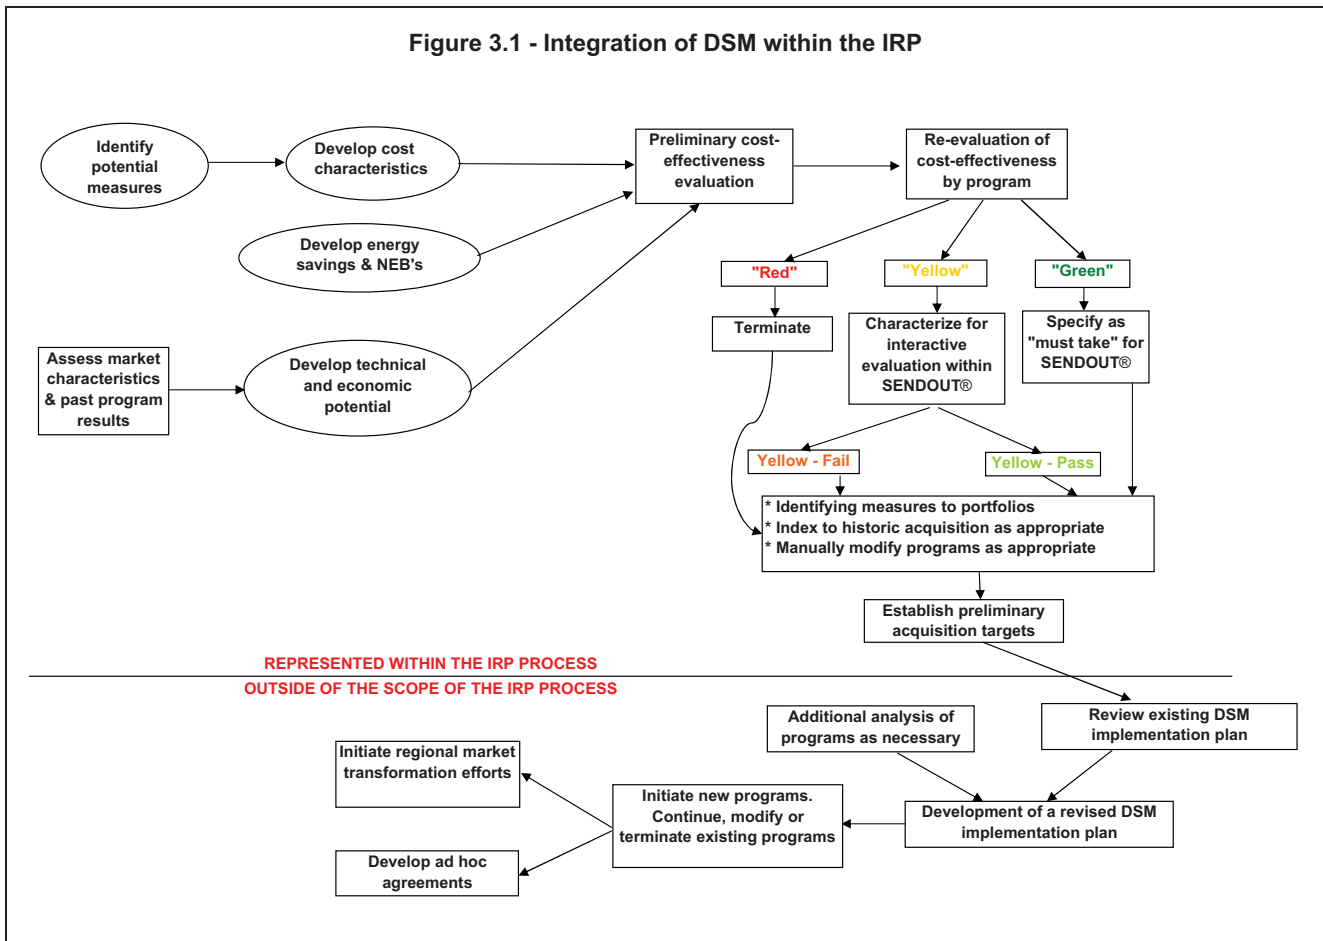 Figure 3.1 - Integration of DSM within the IRP
Identify
potential
measures
Develop cost
characteristics
Preliminary cost-
effectiveness
evaluation
Re-evaluation of
cost-effectiveness
by program
Develop energy
savings & NEB's
"Red"
"Yellow"
"Green"
Terminate
Characterize for
interactive
evaluation within
SENDOUT®
Specify as
"must take" for
SENDOUT®
Assess market
characteristics
& past program
results
Develop technical
and economic
potential
Yellow - Fail
Yellow - Pass
* Identifying measures to portfolios
* Index to historic acquisition as appropriate
* Manually modify programs as appropriate
Establish preliminary
acquisition targets
REPRESENTED WITHIN THE IRP PROCESS
OUTSIDE OF THE SCOPE OF THE IRP PROCESS
Additional analysis of
programs as necessary
Review existing DSM
implementation plan
Initiate regional market
transformation efforts
Initiate new programs.
Continue, modify or
terminate existing programs
Development of a revised DSM
implementation plan
Develop ad hoc
agreements